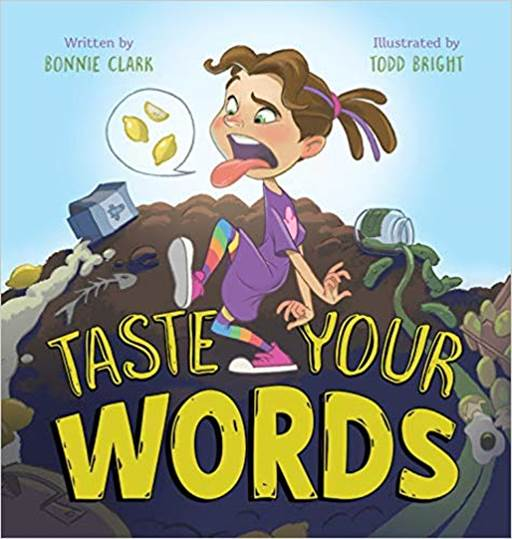 Written by
BONNIE CLARK
Illustrated by
TODD BRIGHT
TASTE YOUR
WORDS